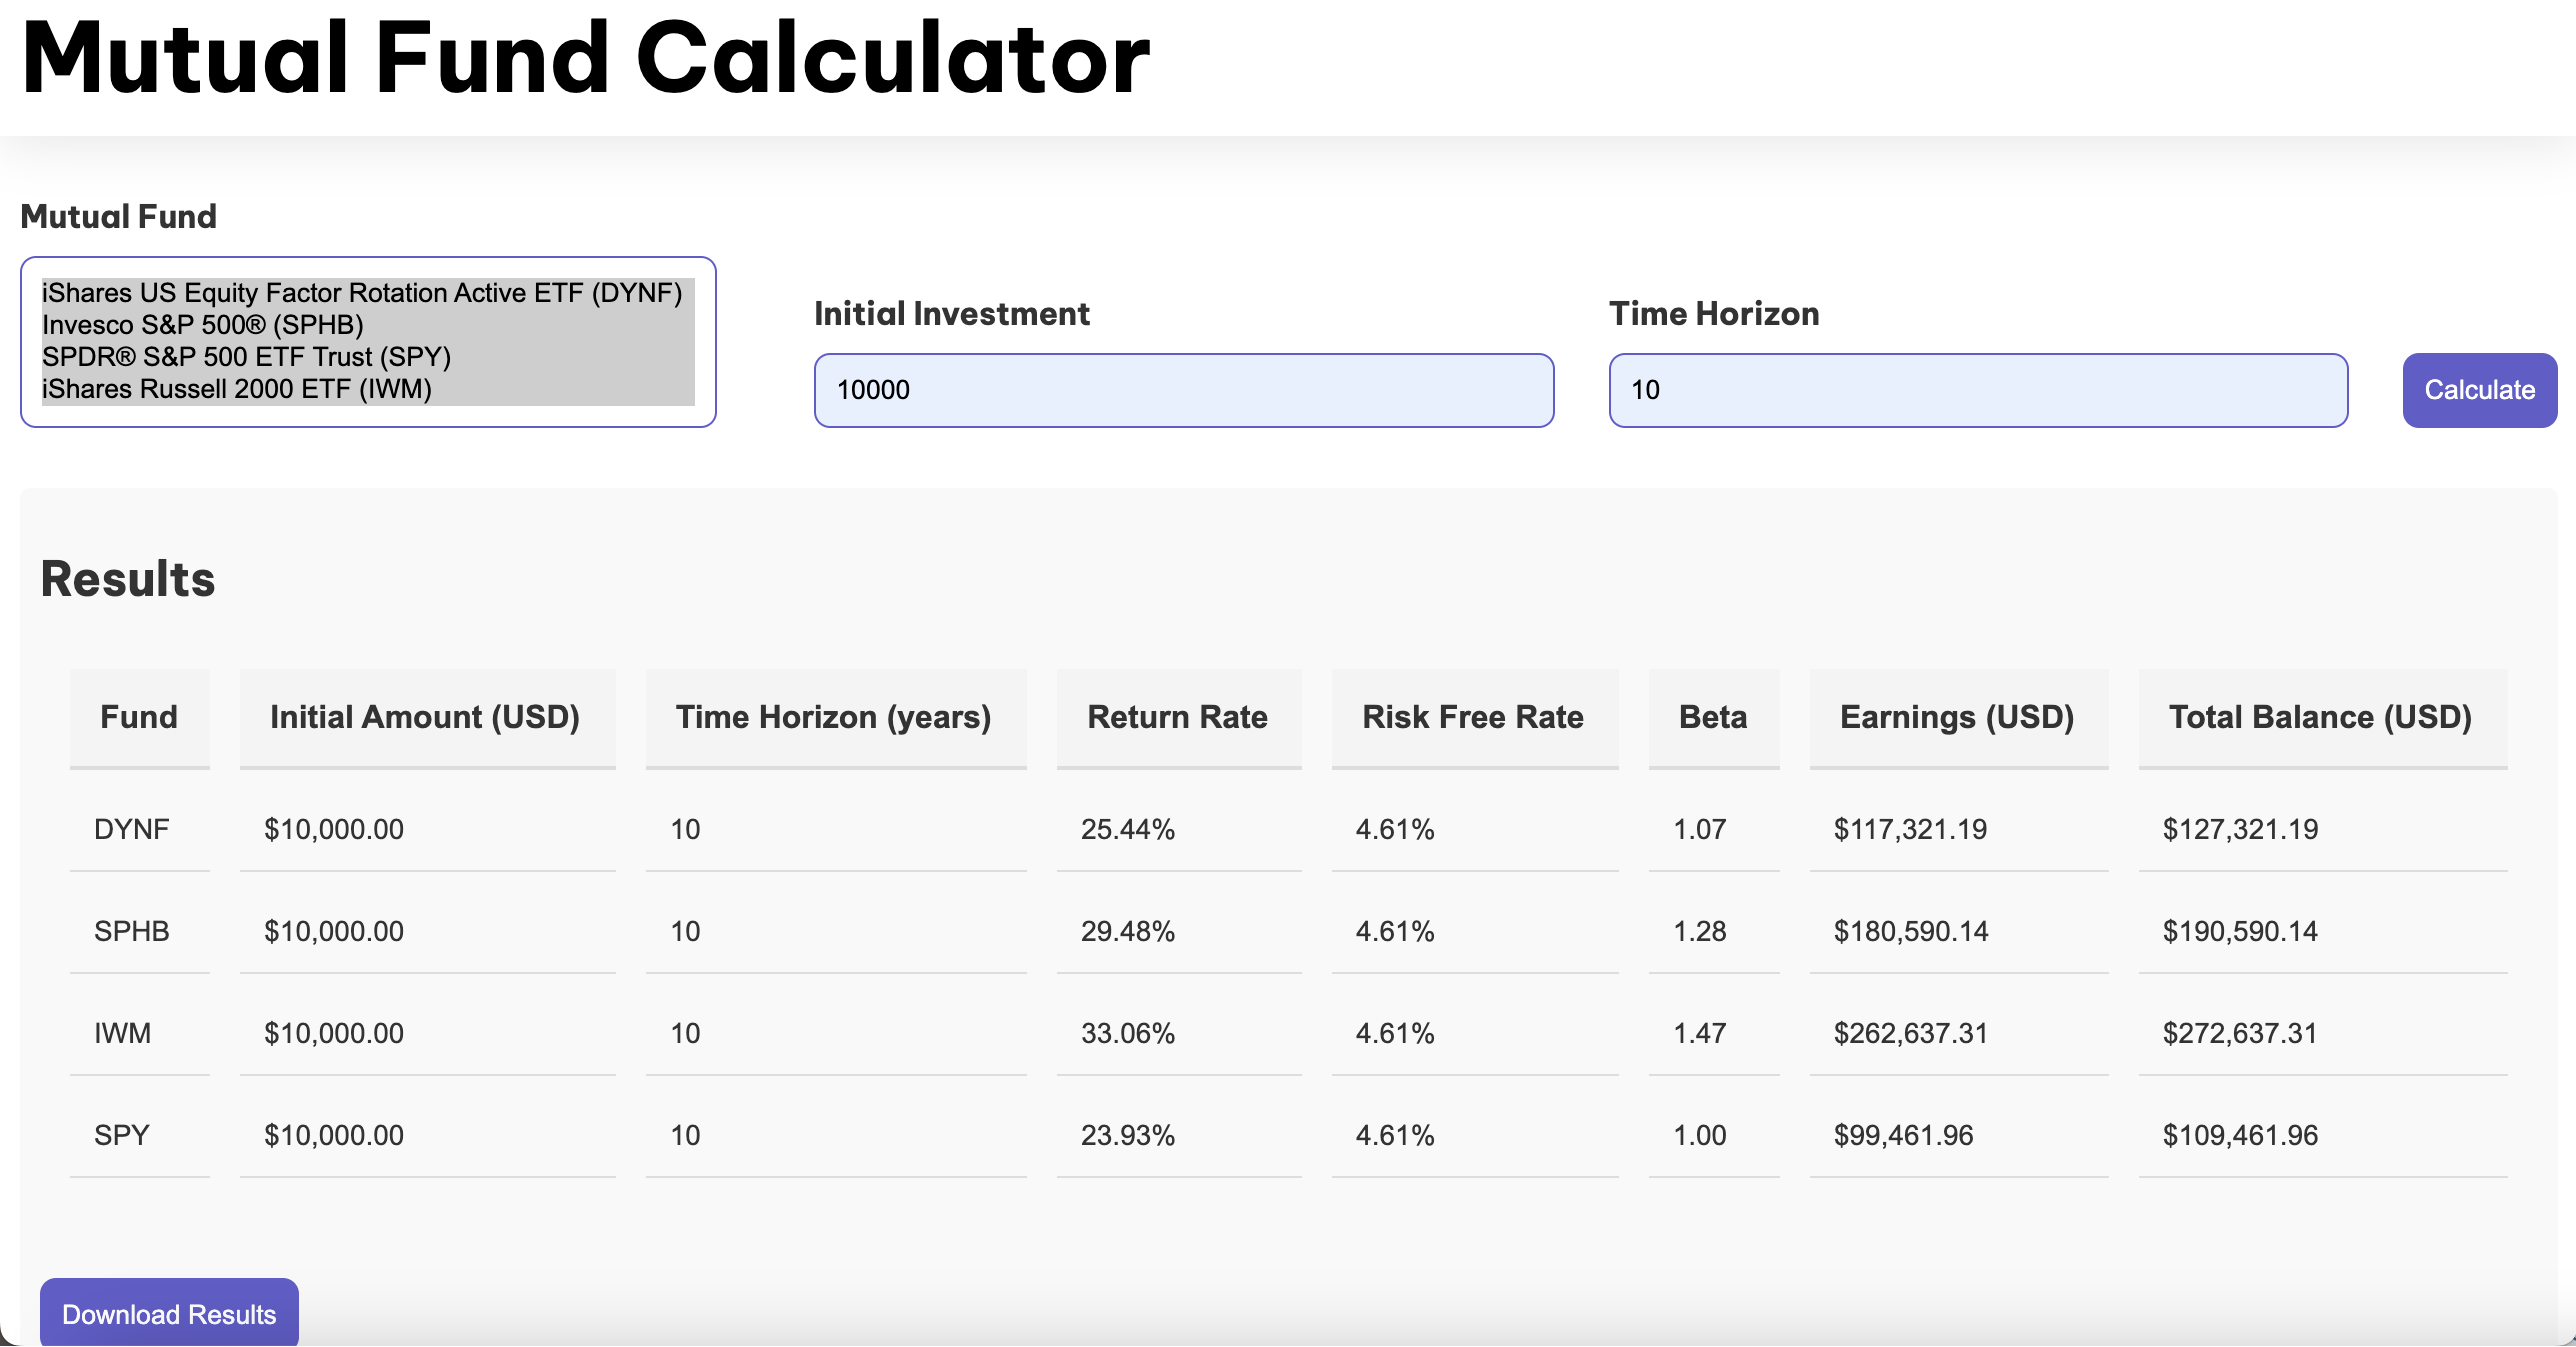 Mutual Fund Calculator
Mutual Fund
iShares US Equity Factor Rotation Active ETF (DYNF)
Invesco S&P 500® (SPHB)
SPDR® S&P 500 ETF Trust (SPY)
iShares Russell 2000 ETF (IWM)
Initial Investment
10000
Time Horizon
10
Calculate
Results
Fund Initial Amount (USD) Time Horizon (years) Return Rate Risk Free Rate Beta Earnings (USD) Total Balance (USD)
DYNF $10,000.00 10 25.44% 4.61% 1.07 $117,321.19 $127,321.19
SPHB $10,000.00 10 29.48% 4.61% 1.28 $180,590.14 $190,590.14
IWM $10,000.00 10 33.06% 4.61% 1.47 $262,637.31 $272,637.31
SPY $10,000.00 10 23.93% 4.61% 1.00 $99,461.96 $109,461.96
Download Results